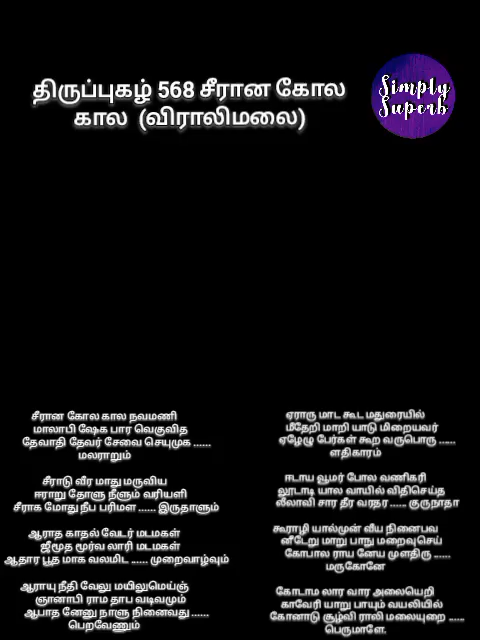 திருப்புகழ் 568 சீரான கோல
கால (விராலிமலை)
Simply
Superb
சீரான கோல கால நவமணி
மாலாபி ஷேக பார வெகுவித
தேவாதி தேவர் சேவை செயுமுக ......
மலராறும்
சீராடு வீர மாது மருவிய
ஈராறு தோளு நீளும் வரியளி
சீராக மோது நீப பரிமள ...... இருதாளும்
ஆராத காதல் வேடர் மடமகள்
ஜீமூத மூர்வ லாரி மடமகள்
ஆதார பூத மாக வலமிட ...... முறைவாழ்வும்
ஆராயு நீதி வேலு மயிலுமெய்ஞ்
ஞானாபி ராம தாப வடிவமும்
ஆபாத னேனு நாளு நினைவது ......
பெறவேணும்
ஏராரு மாட கூட மதுரையில்
மீதேறி மாறி யாடு மிறையவர்
ஏழேழு பேர்கள் கூற வருபொரு ......
ளதிகாரம்
ஈடாய வூமர் போல வணிகரி
லூடாடி யால வாயில் விதிசெய்த
லீலாவி சார தீர வரதர ...... குருநாதா
கூராழி யால்முன் வீய நினைபவ
னீடேறு மாறு பாநு மறைவுசெய்
கோபால ராய னேய முளதிரு ......
மருகோனே
கோடாம லார வார அலையெறி
காவேரி யாறு பாயும் வயலியில்
கோனாடு சூழ்வி ராலி மலையுறை ......
பெருமாளே.